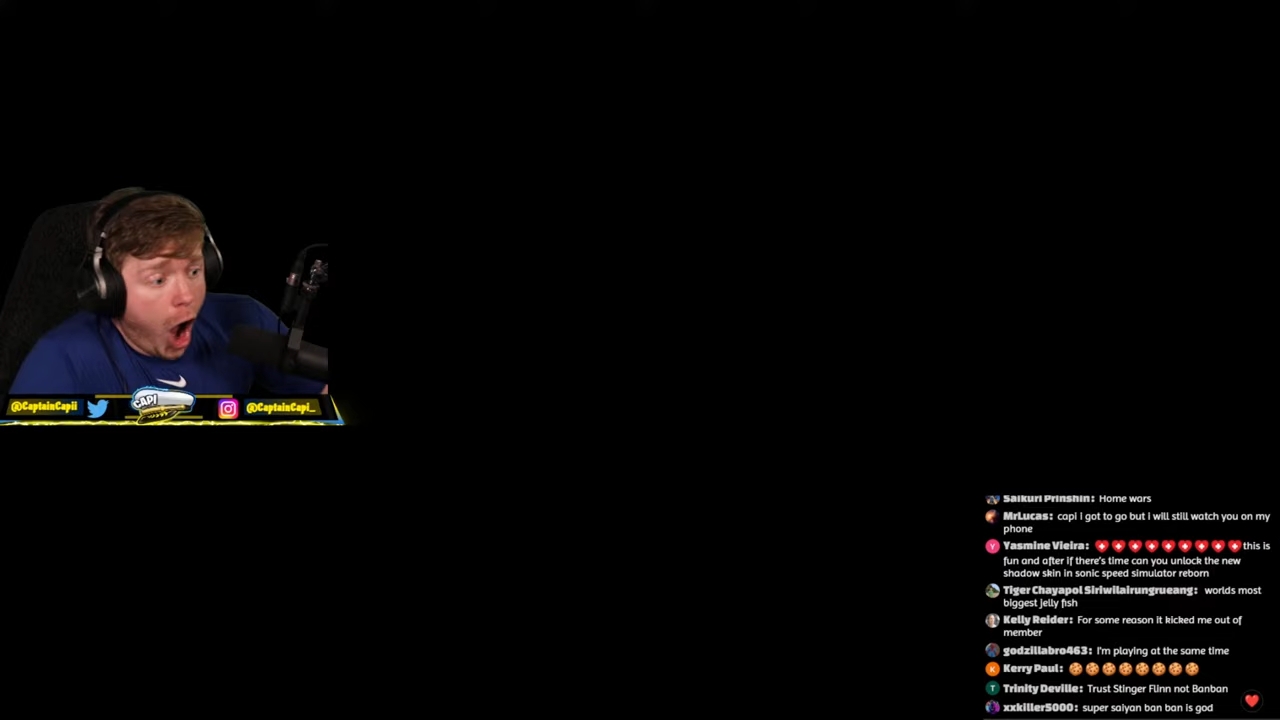 @CaptainCapii
CAPI
@CaptainCapi_
Saikuri Prinshin: Home wars
MrLucas: capi i got to go but i will still watch you on my
phone
Yasmine Vieira: ❤❤❤❤❤❤❤❤❤this is
fun and after if there's time can you unlock the new
shadow skin in sonic speed simulator reborn
Tiger Chayapol Siriwilairungrueang: worlds most
biggest jelly fish
Kelly Reider: For some reason it kicked me out of
member
godzillabro463: I'm playing at the same time
Kerry Paul: 🍪🍪🍪🍪🍪🍪🍪🍪
Trinity Deville: Trust Stinger Flinn not Banban
xxkiller5000: super saiyan ban ban is god